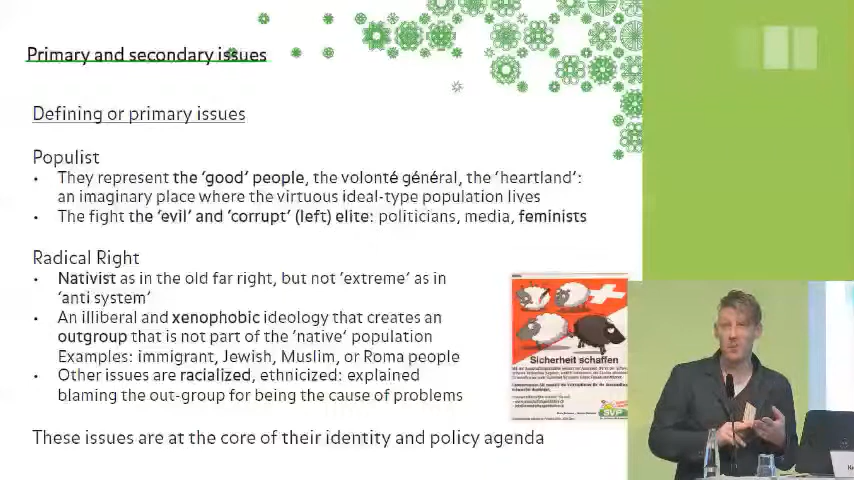 Primary and secondary issues
Defining or primary issues
Populist
• They represent the 'good' people, the volonté général, the 'heartland':
an imaginary place where the virtuous ideal-type population lives
• The fight the 'evil' and 'corrupt' (left) elite: politicians, media, feminists
Radical Right
• Nativist as in the old far right, but not 'extreme' as in
'anti system'
• An illiberal and xenophobic ideology that creates an
outgroup that is not part of the 'native' population
Examples: immigrant, Jewish, Muslim, or Roma people
• Other issues are racialized, ethnicized: explained
blaming the out-group for being the cause of problems
These issues are at the core of their identity and policy agenda
Sicherheit schaffen
SVP